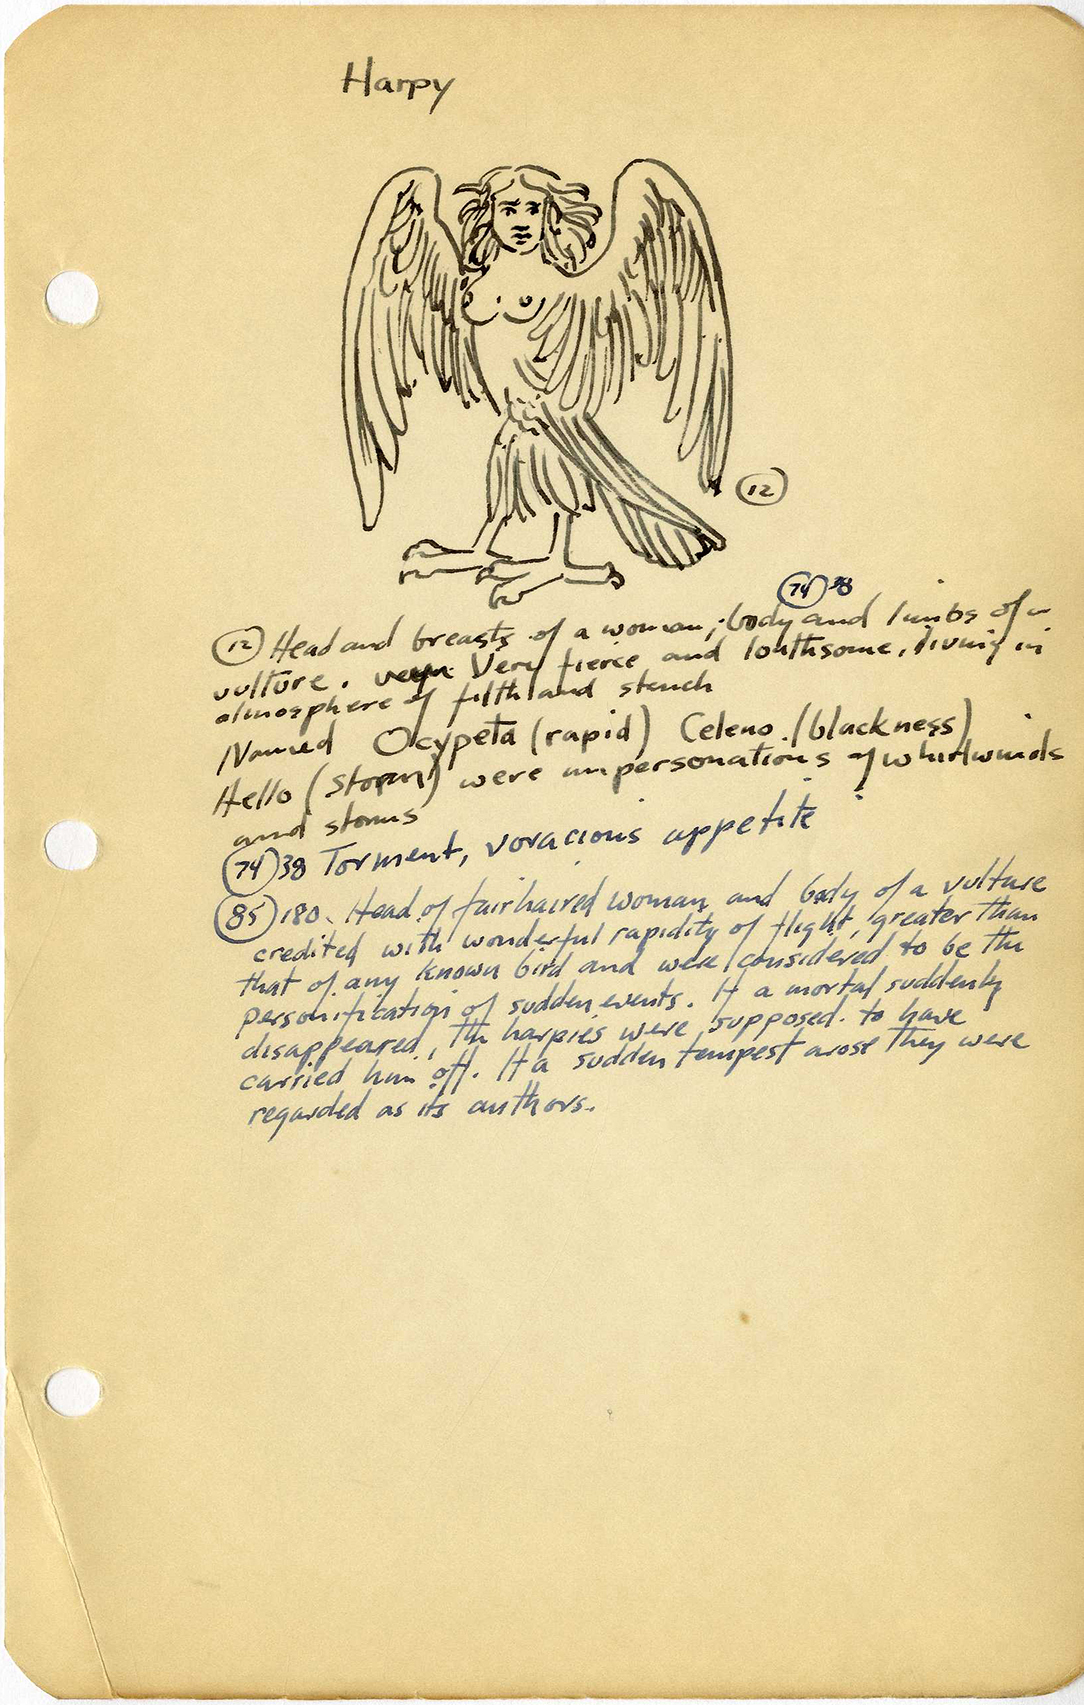 Harpy
(12)
(74) 38
(12) Head and breasts of a woman; body and limbs of a
vulture. Very fierce and loathsome, living in
atmosphere of filth and stench
Named Ocypeta (rapid) Celeno. (blackness)
Hello (storm) were impersonations of whirlwinds
and storms
(74) 38 Torment, voracious appetite
(85) 180. Head of fairhaired woman and body of a vulture
credited with wonderful rapidity of flight, greater than
that of any known bird and were considered to be the
personification of sudden events. If a mortal suddenly
disappeared, the harpies were supposed to have
carried him off. If a sudden tempest arose they were
regarded as its authors.